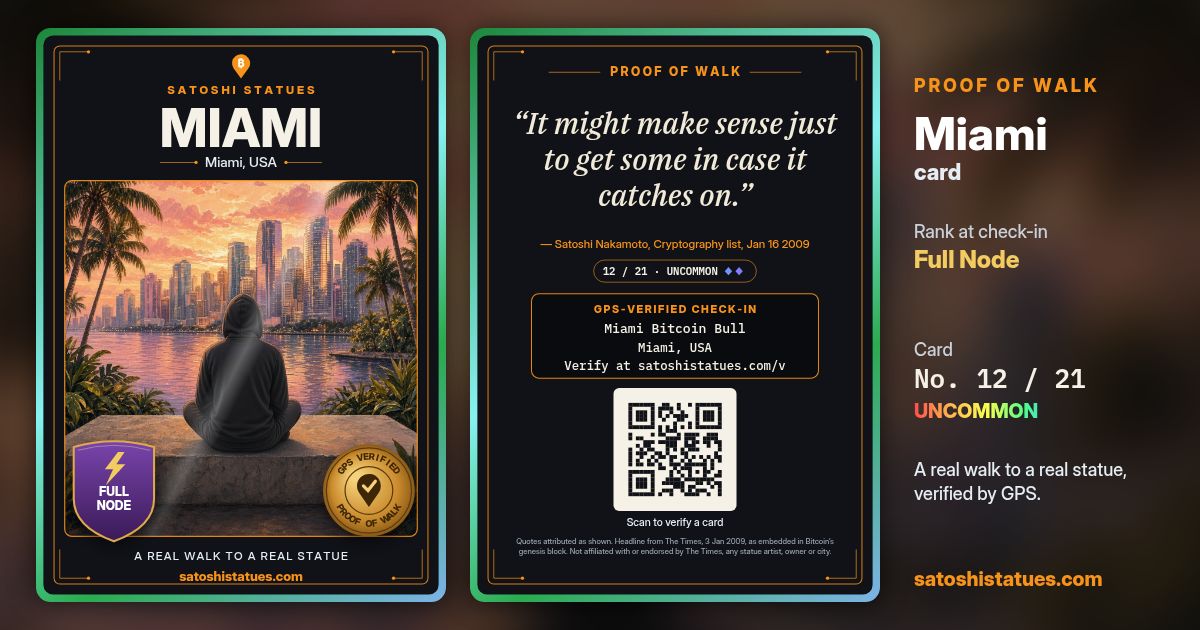 SATOSHI STATUES
MIAMI
Miami, USA
FULL
NODE
GPS VERIFIED
PROOF OF WALK
A REAL WALK TO A REAL STATUE
satoshistatues.com
PROOF OF WALK
“It might make sense just
to get some in case it
catches on.”
— Satoshi Nakamoto, Cryptography list, Jan 16 2009
12 / 21 · UNCOMMON
GPS-VERIFIED CHECK-IN
Miami Bitcoin Bull
Miami, USA
Verify at satoshistatues.com/v
Scan to verify a card
Quotes attributed as shown. Headline from The Times, 3 Jan 2009, as embedded in Bitcoin's
genesis block. Not affiliated with or endorsed by The Times, any statue artist, owner or city.
PROOF OF WALK
Miami
card
Rank at check-in
Full Node
Card
No. 12 / 21
UNCOMMON
A real walk to a real statue,
verified by GPS.
satoshistatues.com